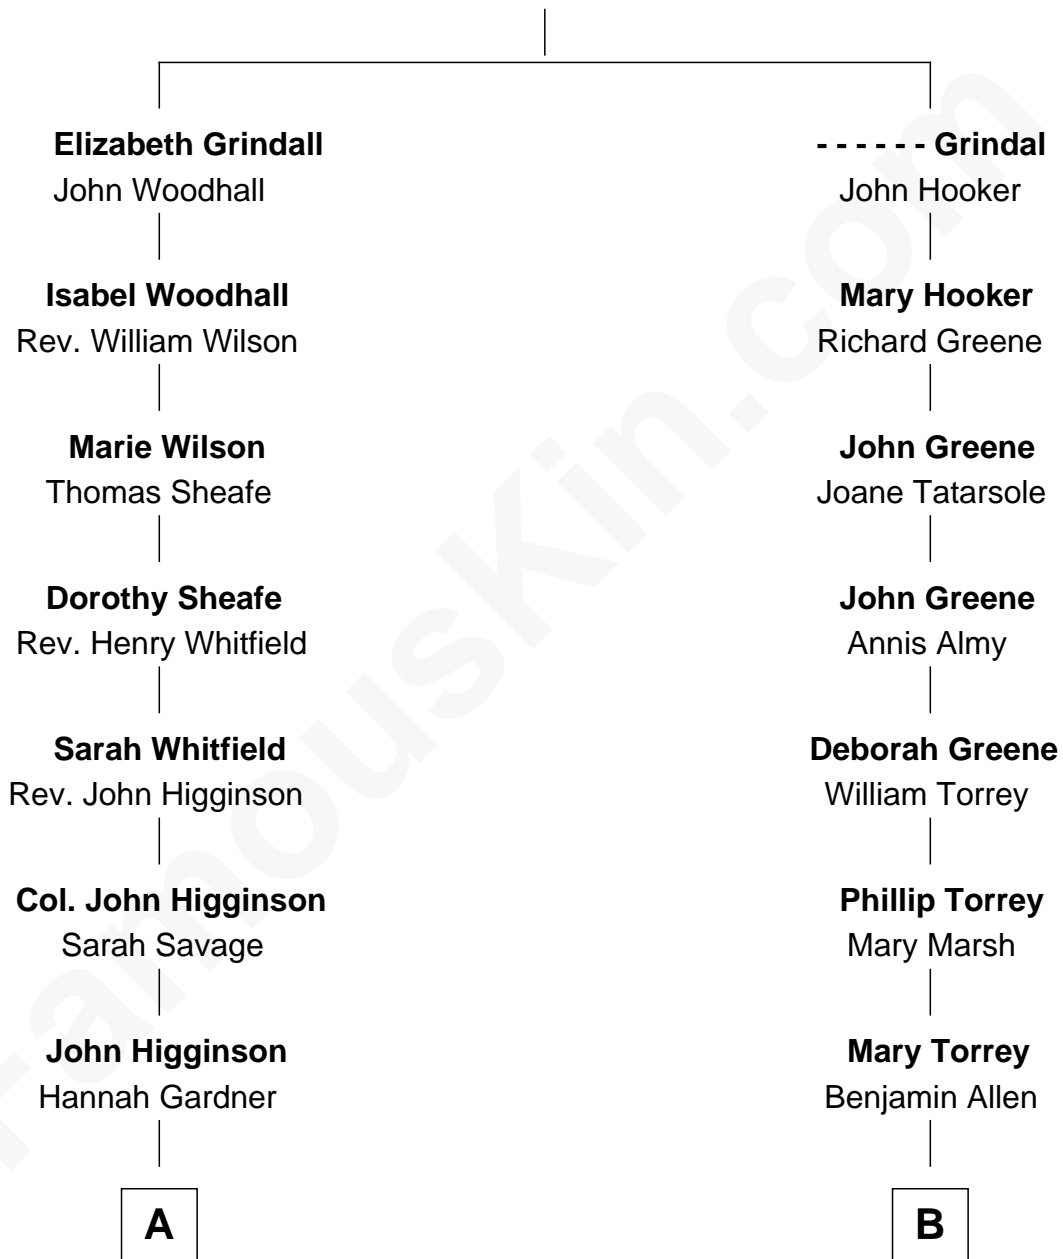 Elizabeth Grindall
John Woodhall
Isabel Woodhall
Rev. William Wilson
Marie Wilson
Thomas Sheafe
Dorothy Sheafe
Rev. Henry Whitfield
Sarah Whitfield
Rev. John Higginson
Col. John Higginson
Sarah Savage
John Higginson
Hannah Gardner
A
- - - - - - Grindal
John Hooker
Mary Hooker
Richard Greene
John Greene
Joane Tatarsole
John Greene
Annis Almy
Deborah Greene
William Torrey
Phillip Torrey
Mary Marsh
Mary Torrey
Benjamin Allen
B
FamousKin.com